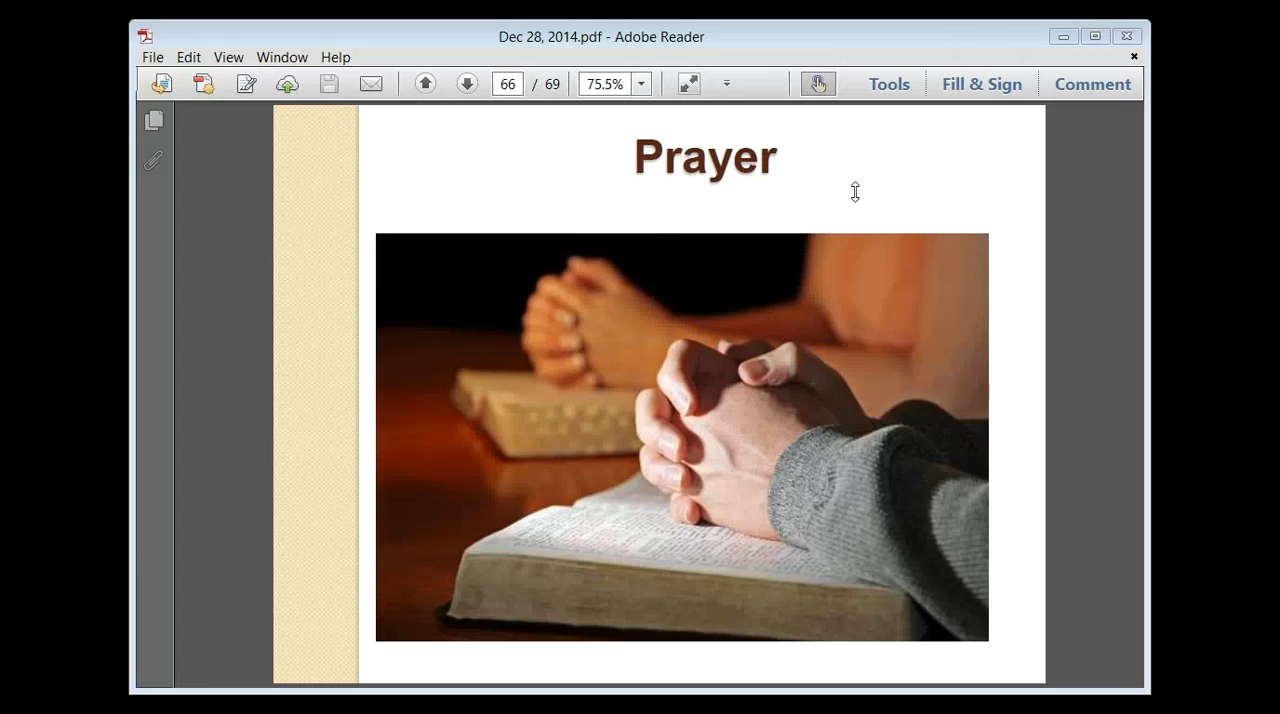 Dec 28, 2014.pdf - Adobe Reader
File Edit View Window Help
66 / 69 75.5% Tools Fill & Sign Comment
Prayer